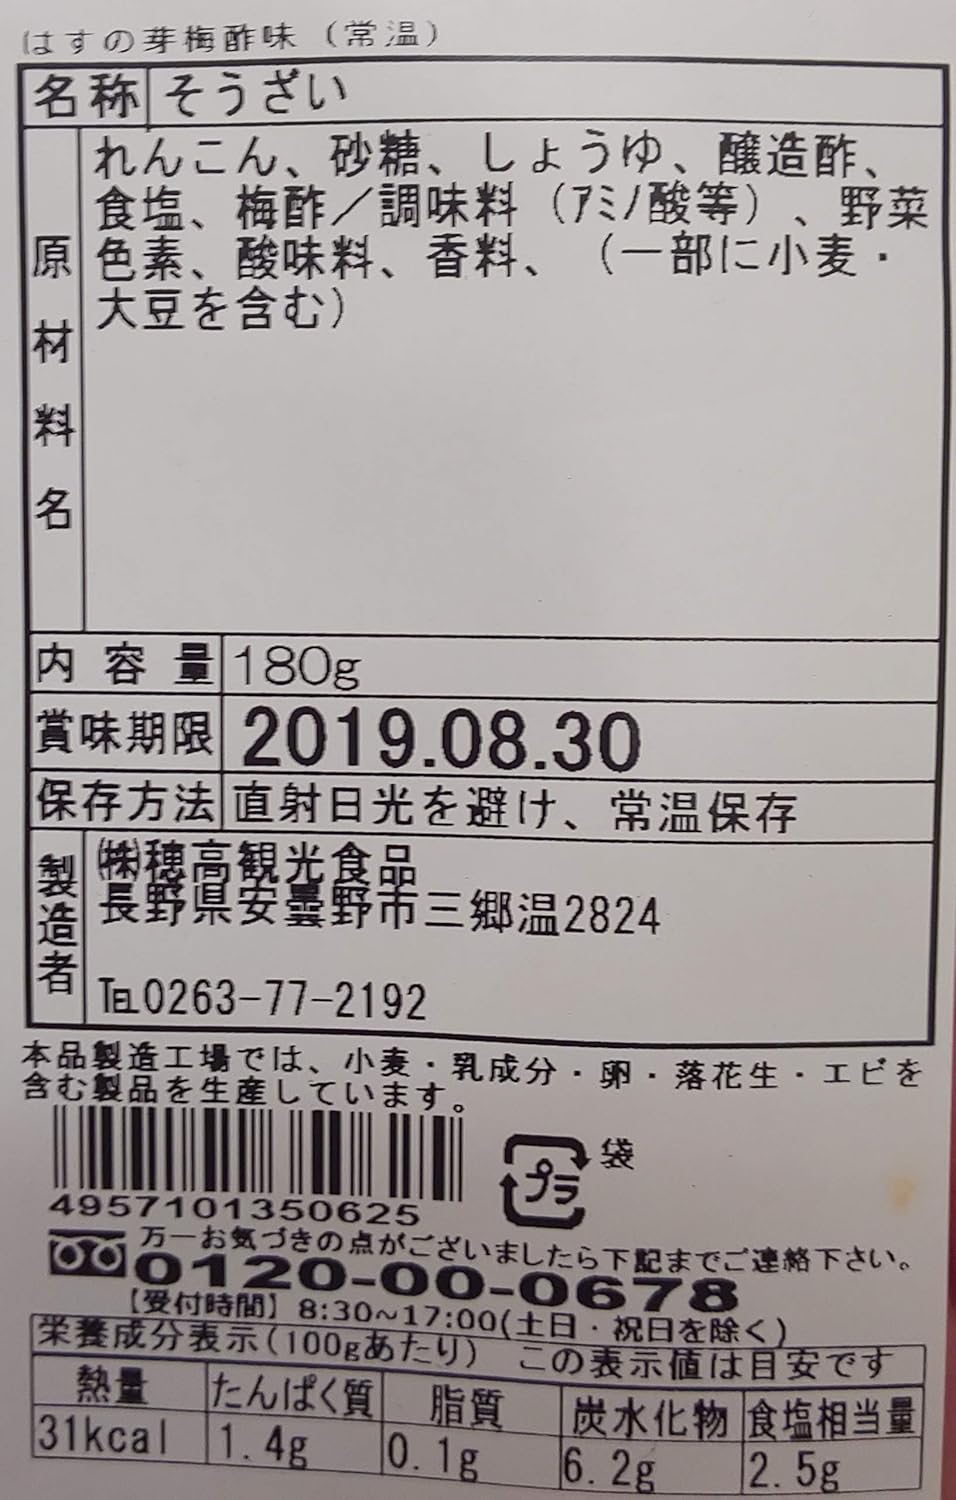 はすの芽梅酢味（常温）
名称 そうざい
原材料名
れんこん、砂糖、しょうゆ、醸造酢、
食塩、梅酢／調味料（ｱﾐﾉ酸等）、野菜
色素、酸味料、香料、（一部に小麦・
大豆を含む）
内容量 180g
賞味期限 2019.08.30
保存方法 直射日光を避け、常温保存
製造者
㈱穂高観光食品
長野県安曇野市三郷温2824
℡0263-77-2192
本品製造工場では、小麦・乳成分・卵・落花生・エビを
含む製品を生産しています。
4957101350625
プラ 袋
万一お気づきの点がございましたら下記までご連絡下さい。
0120-00-0678
【受付時間】8:30~17:00(土日・祝日を除く)
栄養成分表示(100gあたり) この表示値は目安です
熱量 たんぱく質 脂質 炭水化物 食塩相当量
31kcal 1.4g 0.1g 6.2g 2.5g